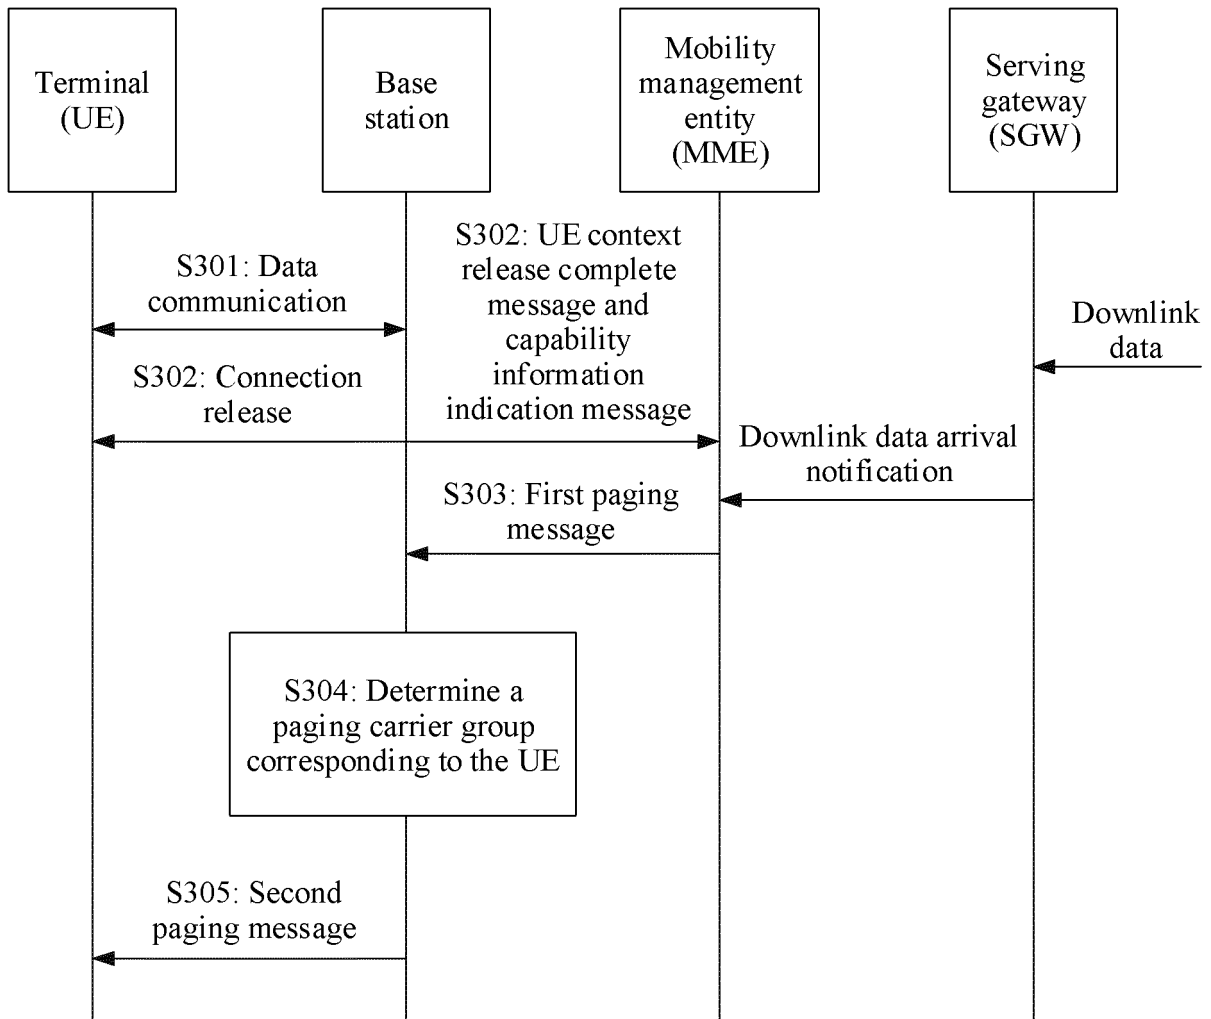 Terminal
(UE)
Base
station
Mobility
management
entity
(MME)
Serving
gateway
(SGW)
S301: Data
communication
S302: UE context
release complete
message and
capability
information
indication message
Downlink
data
S302: Connection
release
Downlink data arrival
notification
S303: First paging
message
S304: Determine a
paging carrier group
corresponding to the UE
S305: Second
paging message